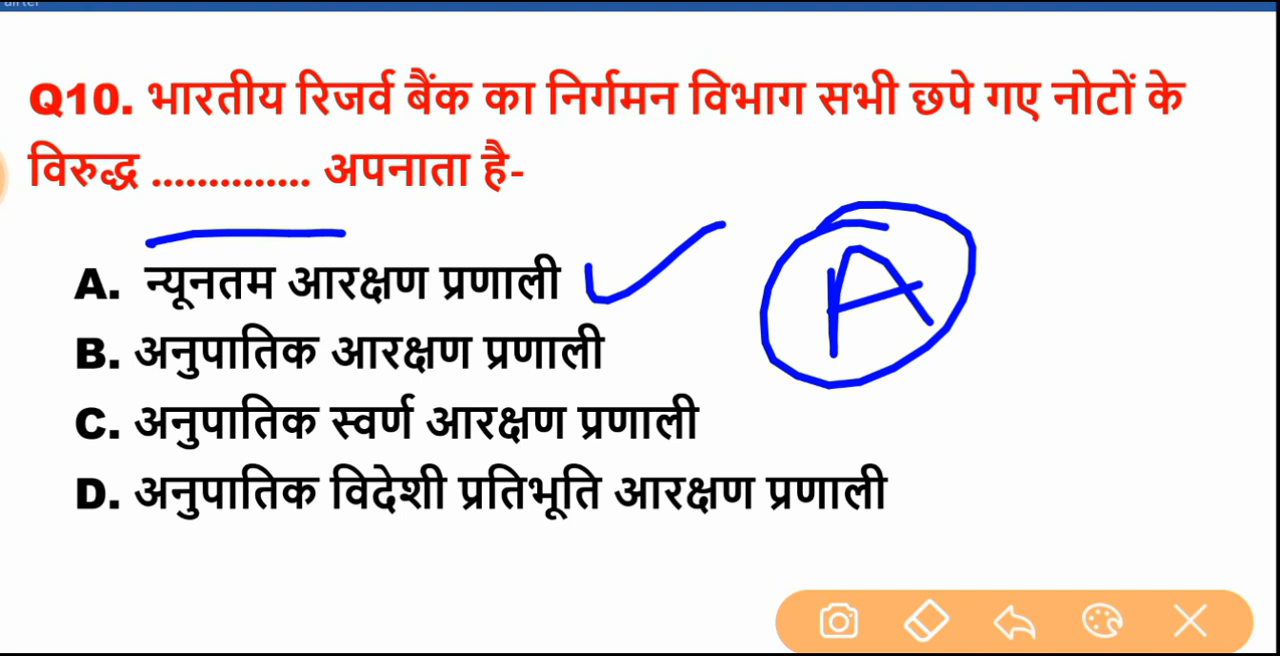 airtel
Q10. भारतीय रिजर्व बैंक का निर्गमन विभाग सभी छपे गए नोटों के
विरुद्ध .............. अपनाता है-
A. न्यूनतम आरक्षण प्रणाली
A
B. अनुपातिक आरक्षण प्रणाली
C. अनुपातिक स्वर्ण आरक्षण प्रणाली
D. अनुपातिक विदेशी प्रतिभूति आरक्षण प्रणाली